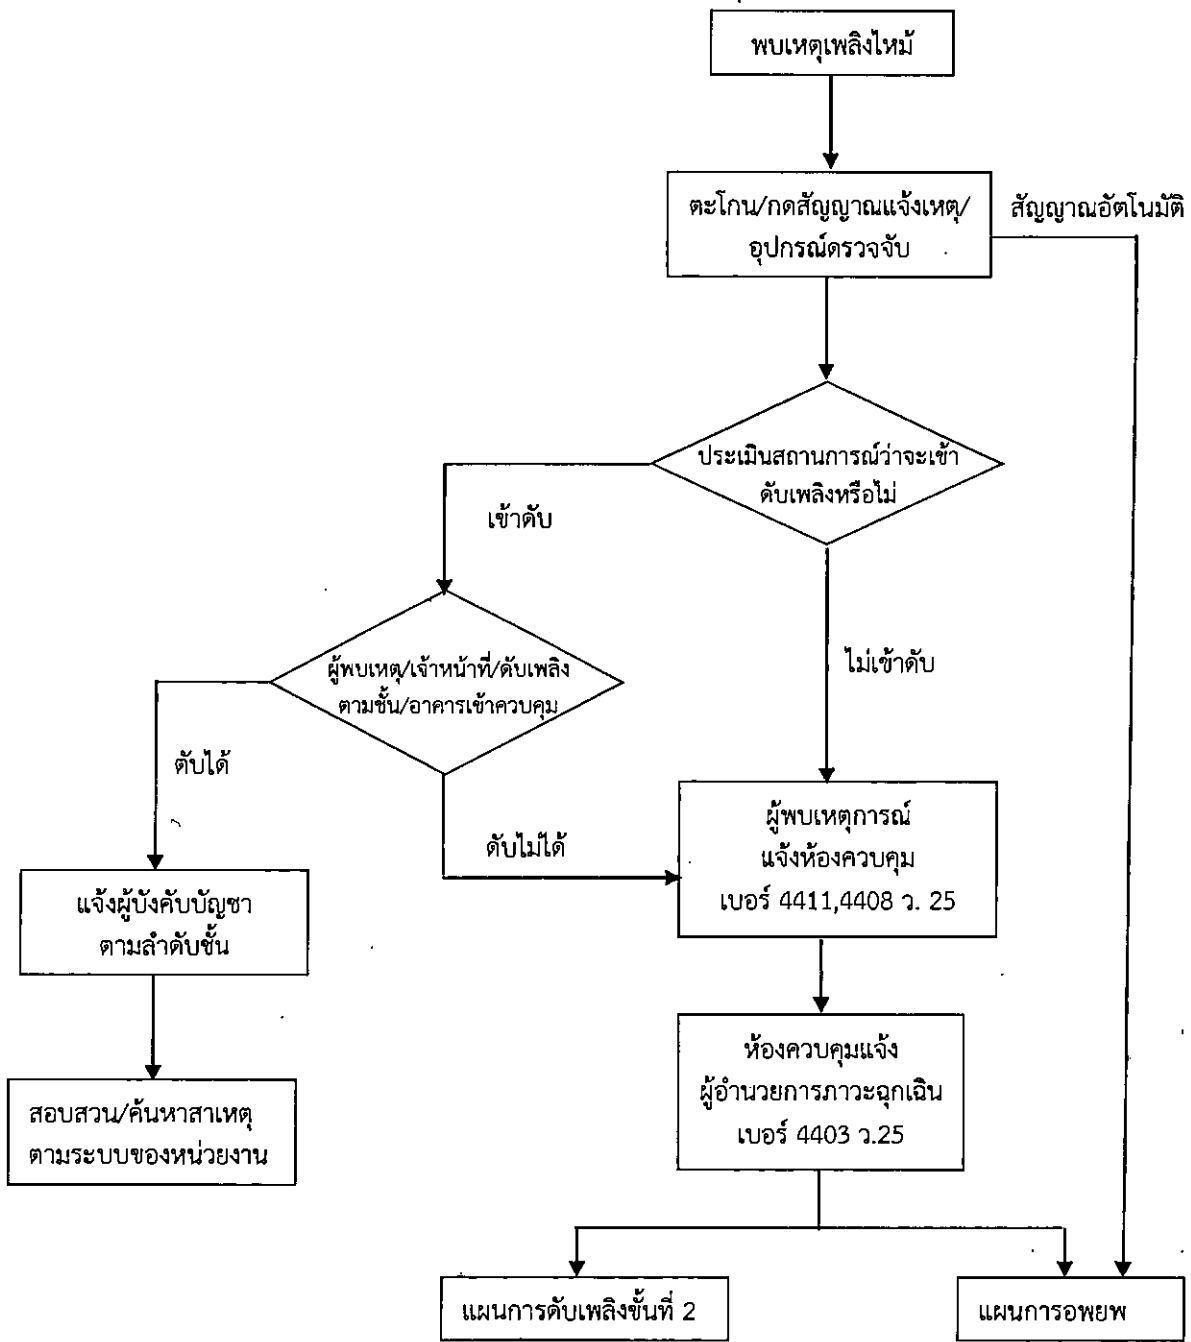 พบเหตุเพลิงไหม้
ตะโกน/กดสัญญาณแจ้งเหตุ/
อุปกรณ์ตรวจจับ
สัญญาณอัตโนมัติ
ประเมินสถานการณ์ว่าจะเข้า
ดับเพลิงหรือไม่
เข้าดับ
ไม่เข้าดับ
ผู้พบเหตุ/เจ้าหน้าที่/ดับเพลิง
ตามชั้น/อาคารเข้าควบคุม
ดับได้
ดับไม่ได้
ผู้พบเหตุการณ์
แจ้งห้องควบคุม
เบอร์ 4411,4408 ว. 25
แจ้งผู้บังคับบัญชา
ตามลำดับชั้น
ห้องควบคุมแจ้ง
ผู้อำนวยการภาวะฉุกเฉิน
เบอร์ 4403 ว.25
สอบสวน/ค้นหาสาเหตุ
ตามระบบของหน่วยงาน
แผนการดับเพลิงขั้นที่ 2
แผนการอพยพ